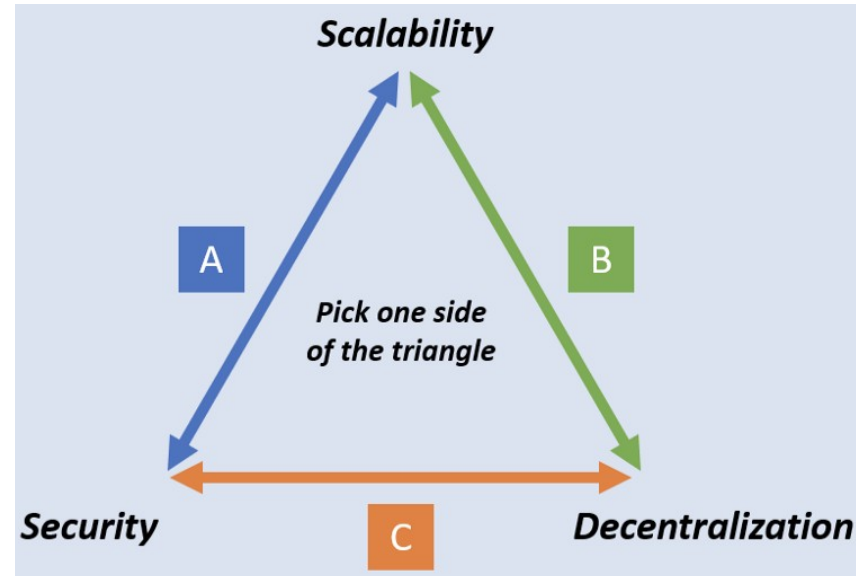 Scalability
A
B
Pick one side
of the triangle
Security
C
Decentralization